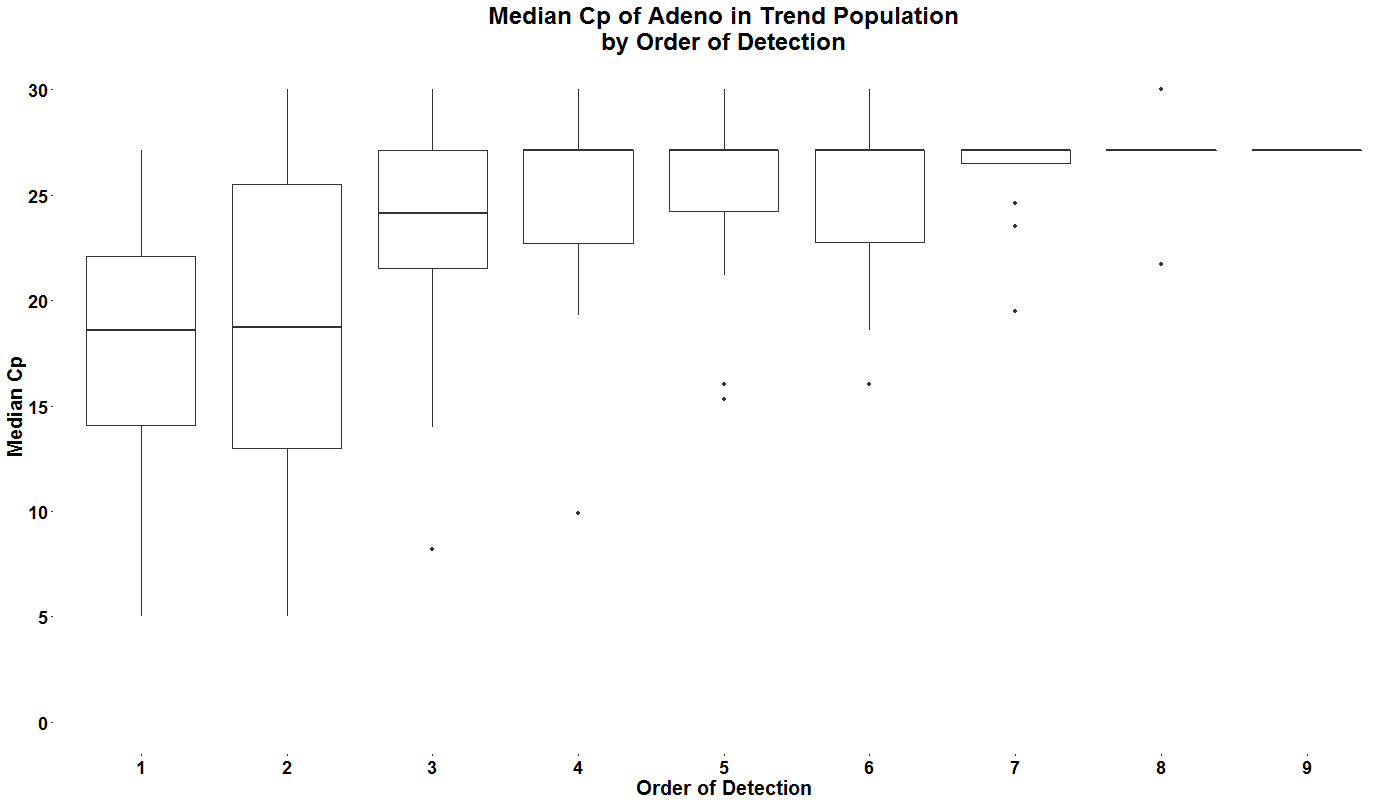 Median Cp of Adeno in Trend Population
by Order of Detection
30
25
20
15
10
5
0
Median Cp
1 2 3 4 5 6 7 8 9
Order of Detection